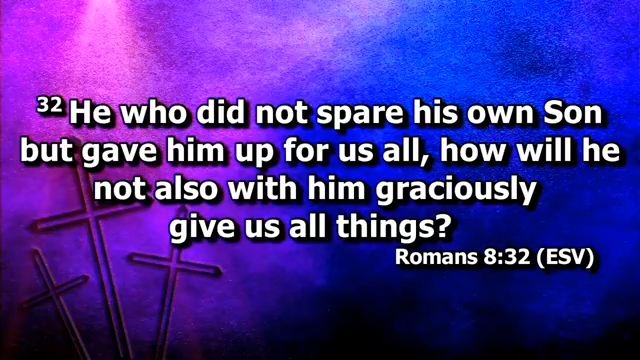 32 He who did not spare his own Son
but gave him up for us all, how will he
not also with him graciously
give us all things?
Romans 8:32 (ESV)